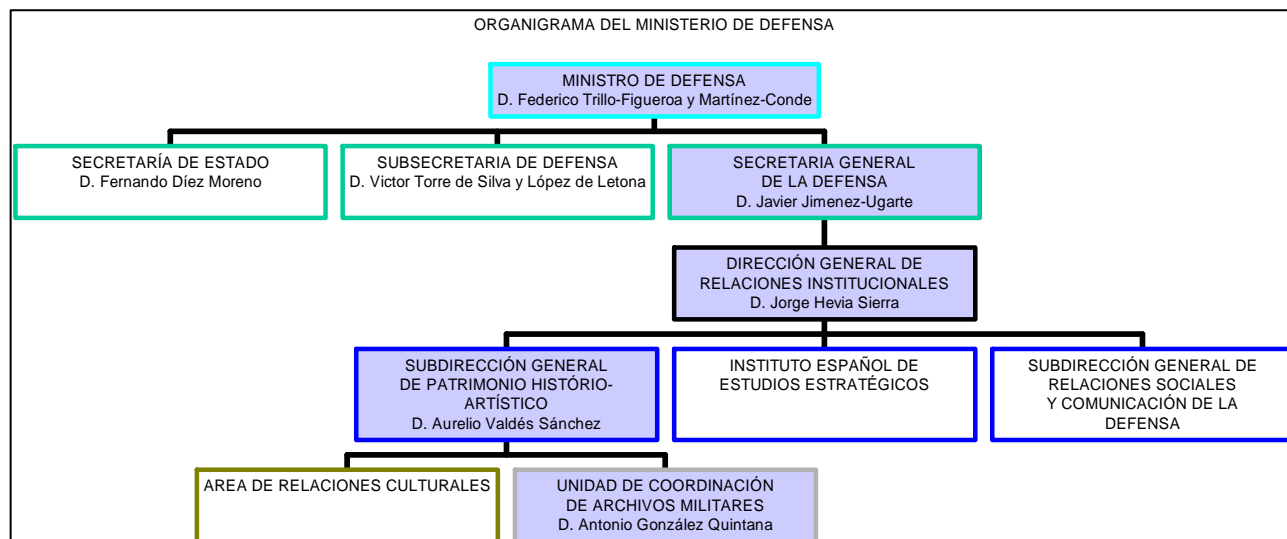 ORGANIGRAMA DEL MINISTERIO DE DEFENSA
MINISTRO DE DEFENSA
D. Federico Trillo-Figueroa y Martínez-Conde
SECRETARÍA DE ESTADO
D. Fernando Díez Moreno
SUBSECRETARIA DE DEFENSA
D. Victor Torre de Silva y López de Letona
SECRETARIA GENERAL
DE LA DEFENSA
D. Javier Jimenez-Ugarte
DIRECCIÓN GENERAL DE
RELACIONES INSTITUCIONALES
D. Jorge Hevia Sierra
SUBDIRECCIÓN GENERAL
DE PATRIMONIO HISTÓRIO-
ARTÍSTICO
D. Aurelio Valdés Sánchez
INSTITUTO ESPAÑOL DE
ESTUDIOS ESTRATÉGICOS
SUBDIRECCIÓN GENERAL DE
RELACIONES SOCIALES
Y COMUNICACIÓN DE LA
DEFENSA
AREA DE RELACIONES CULTURALES
UNIDAD DE COORDINACIÓN
DE ARCHIVOS MILITARES
D. Antonio González Quintana